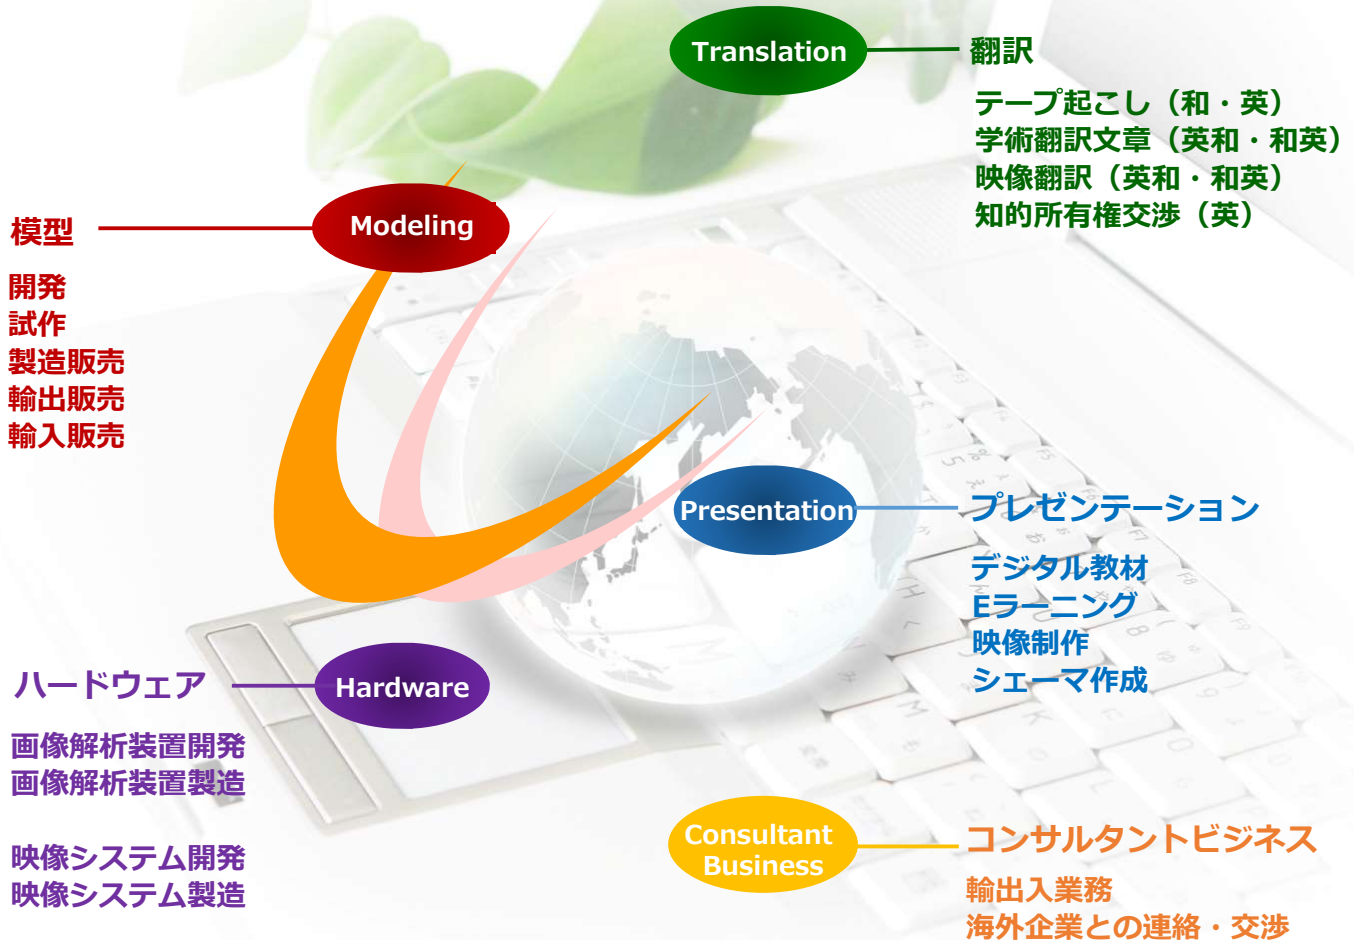 Translation
翻訳
テープ起こし（和・英）
学術翻訳文章（英和・和英）
映像翻訳（英和・和英）
知的所有権交渉（英）
模型
Modeling
開発
試作
製造販売
輸出販売
輸入販売
Presentation
プレゼンテーション
デジタル教材
Eラーニング
映像制作
シェーマ作成
ハードウェア
Hardware
画像解析装置開発
画像解析装置製造
映像システム開発
映像システム製造
Consultant
Business
コンサルタントビジネス
輸出入業務
海外企業との連絡・交渉